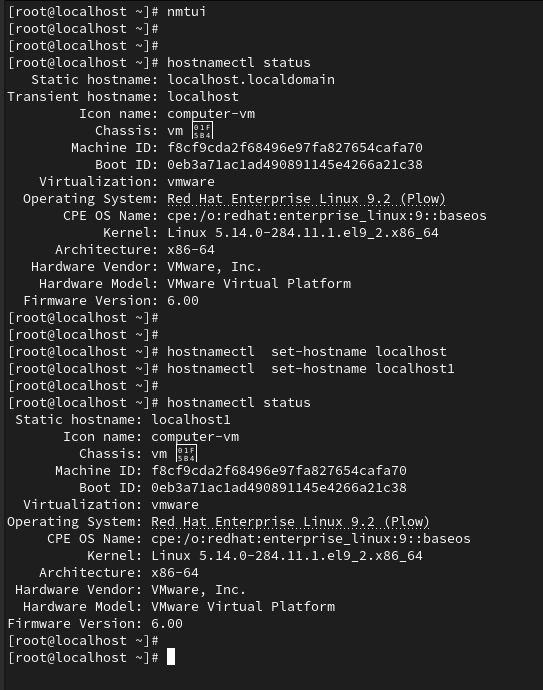 [root@localhost ~]# nmtui
[root@localhost ~]#
[root@localhost ~]#
[root@localhost ~]# hostnamectl status
   Static hostname: localhost.localdomain
Transient hostname: localhost
         Icon name: computer-vm
           Chassis: vm 🖴
        Machine ID: f8cf9cda2f68496e97fa827654cafa70
           Boot ID: 0eb3a71ac1ad490891145e4266a21c38
    Virtualization: vmware
  Operating System: Red Hat Enterprise Linux 9.2 (Plow)
       CPE OS Name: cpe:/o:redhat:enterprise_linux:9::baseos
            Kernel: Linux 5.14.0-284.11.1.el9_2.x86_64
      Architecture: x86-64
   Hardware Vendor: VMware, Inc.
    Hardware Model: VMware Virtual Platform
  Firmware Version: 6.00
[root@localhost ~]#
[root@localhost ~]#
[root@localhost ~]# hostnamectl  set-hostname localhost
[root@localhost ~]# hostnamectl  set-hostname localhost1
[root@localhost ~]#
[root@localhost ~]# hostnamectl status
 Static hostname: localhost1
       Icon name: computer-vm
         Chassis: vm 🖴
      Machine ID: f8cf9cda2f68496e97fa827654cafa70
         Boot ID: 0eb3a71ac1ad490891145e4266a21c38
  Virtualization: vmware
Operating System: Red Hat Enterprise Linux 9.2 (Plow)
     CPE OS Name: cpe:/o:redhat:enterprise_linux:9::baseos
          Kernel: Linux 5.14.0-284.11.1.el9_2.x86_64
    Architecture: x86-64
 Hardware Vendor: VMware, Inc.
  Hardware Model: VMware Virtual Platform
Firmware Version: 6.00
[root@localhost ~]#
[root@localhost ~]#